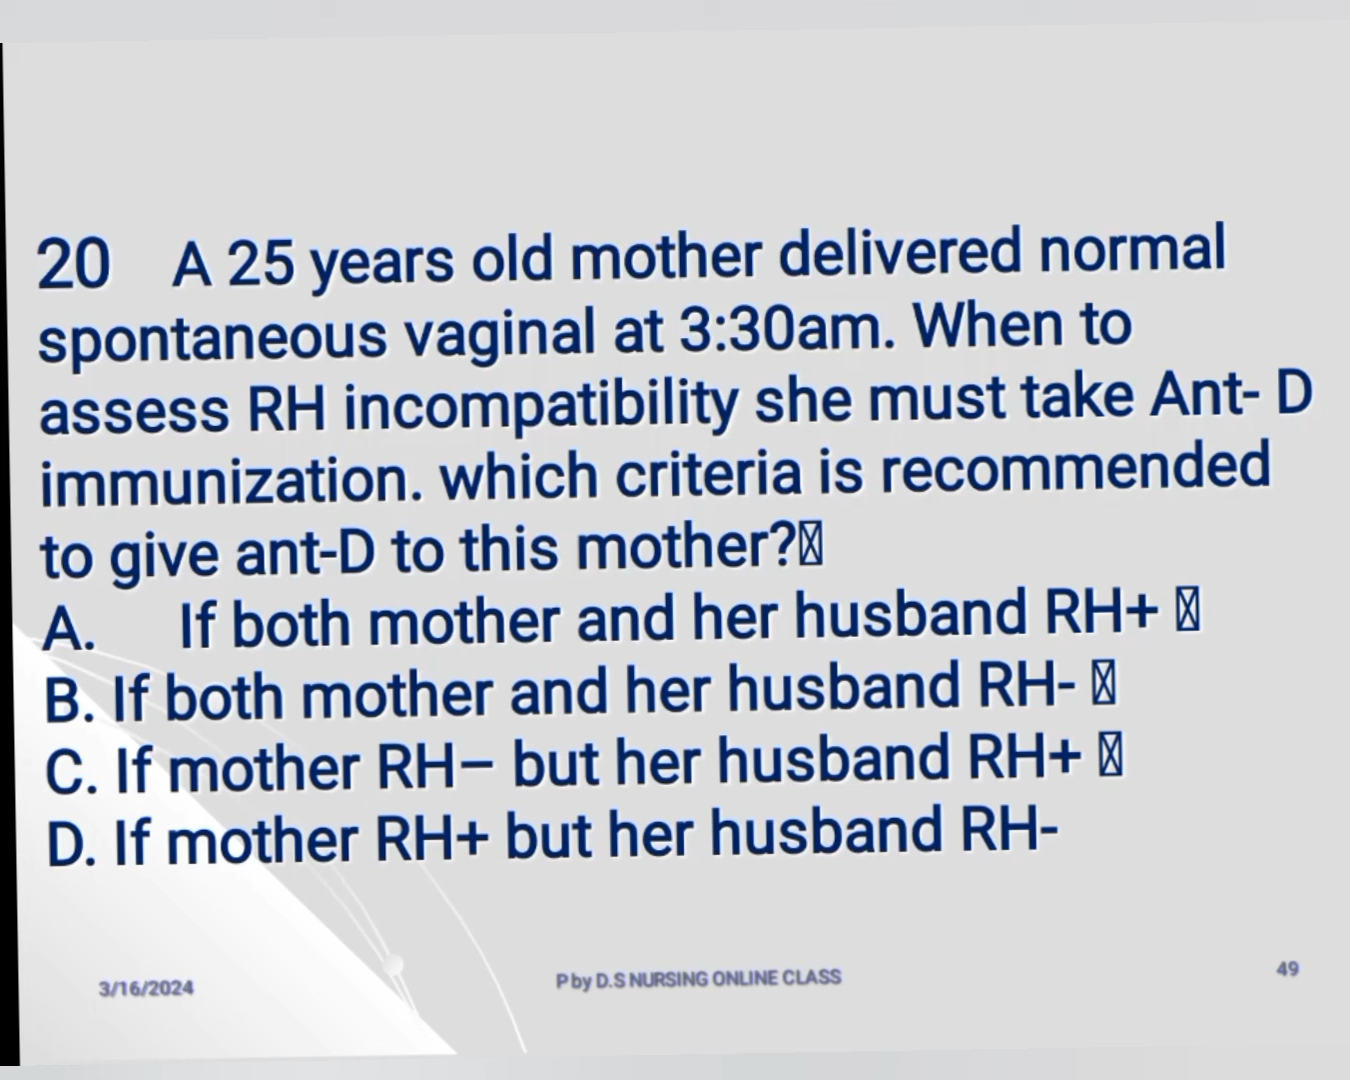 20 A 25 years old mother delivered normal
spontaneous vaginal at 3:30am. When to
assess RH incompatibility she must take Ant- D
immunization. which criteria is recommended
to give ant-D to this mother?
A. If both mother and her husband RH+
B. If both mother and her husband RH-
C. If mother RH– but her husband RH+
D. If mother RH+ but her husband RH-
3/16/2024
P by D.S NURSING ONLINE CLASS
49